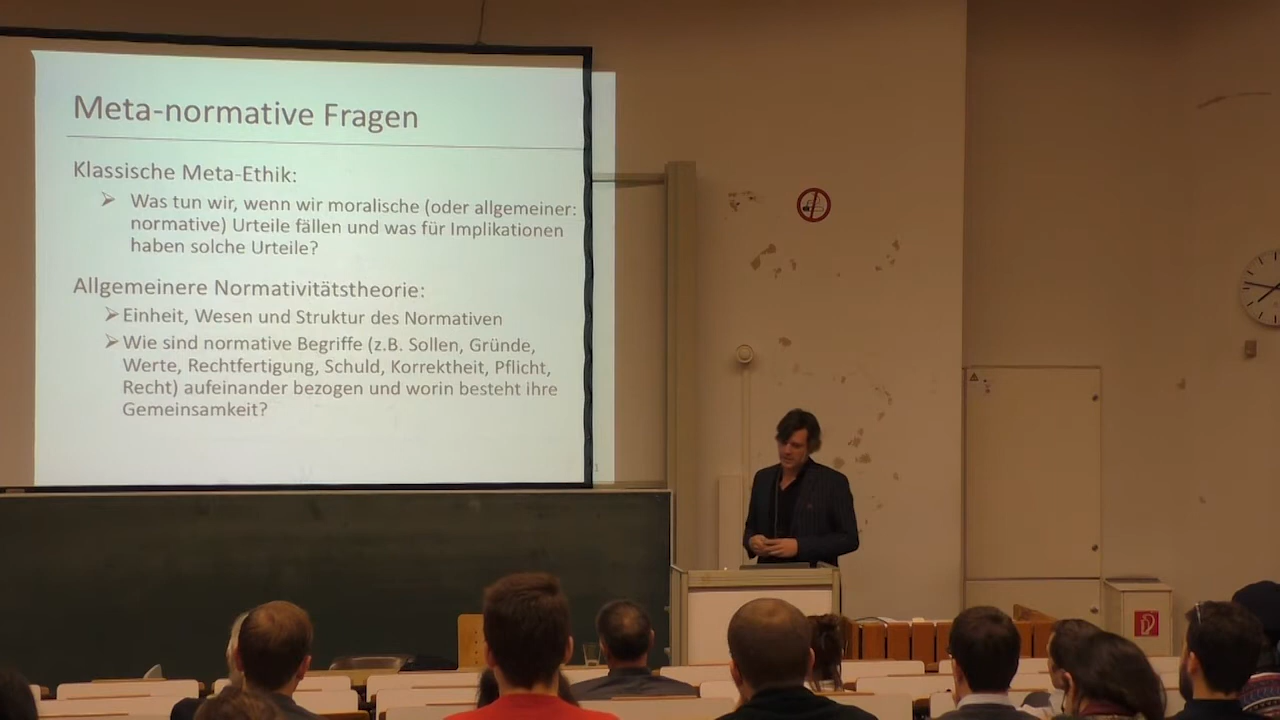 Meta-normative Fragen
Klassische Meta-Ethik:
Was tun wir, wenn wir moralische (oder allgemeiner:
normative) Urteile fällen und was für Implikationen
haben solche Urteile?
Allgemeinere Normativitätstheorie:
Einheit, Wesen und Struktur des Normativen
Wie sind normative Begriffe (z.B. Sollen, Gründe,
Werte, Rechtfertigung, Schuld, Korrektheit, Pflicht,
Recht) aufeinander bezogen und worin besteht ihre
Gemeinsamkeit?